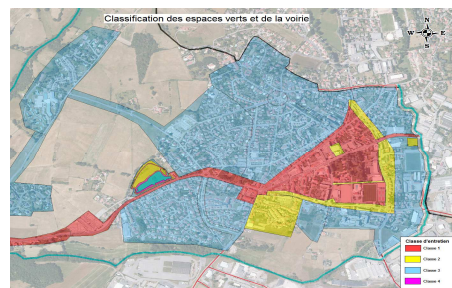 Classification des espaces verts et de la voirie
N
W E
S
Classe d'entretien
Classe 1
Classe 2
Classe 3
Classe 4